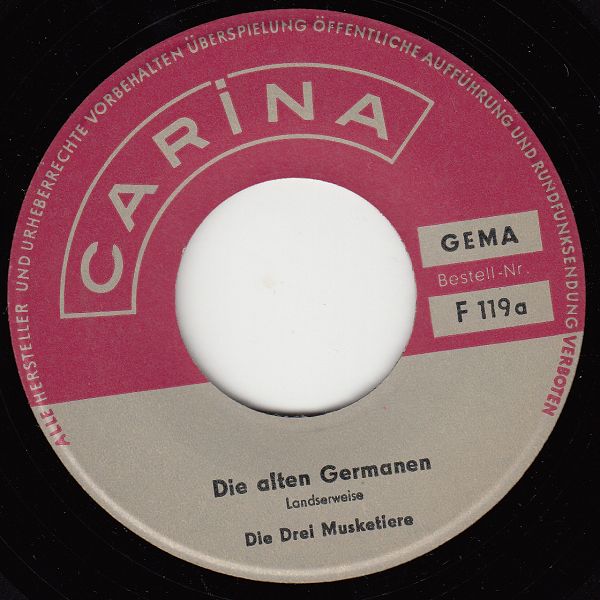 ALLE HERSTELLER UND URHEBERRECHTE VORBEHALTEN ÜBERSPIELUNG ÖFFENTLICHE AUFFÜHRUNG UND RUNDFUNKSENDUNG VERBOTEN
CARiNA
GEMA
Bestell-Nr.
F 119a
Die alten Germanen
Landserweise
Die Drei Musketiere